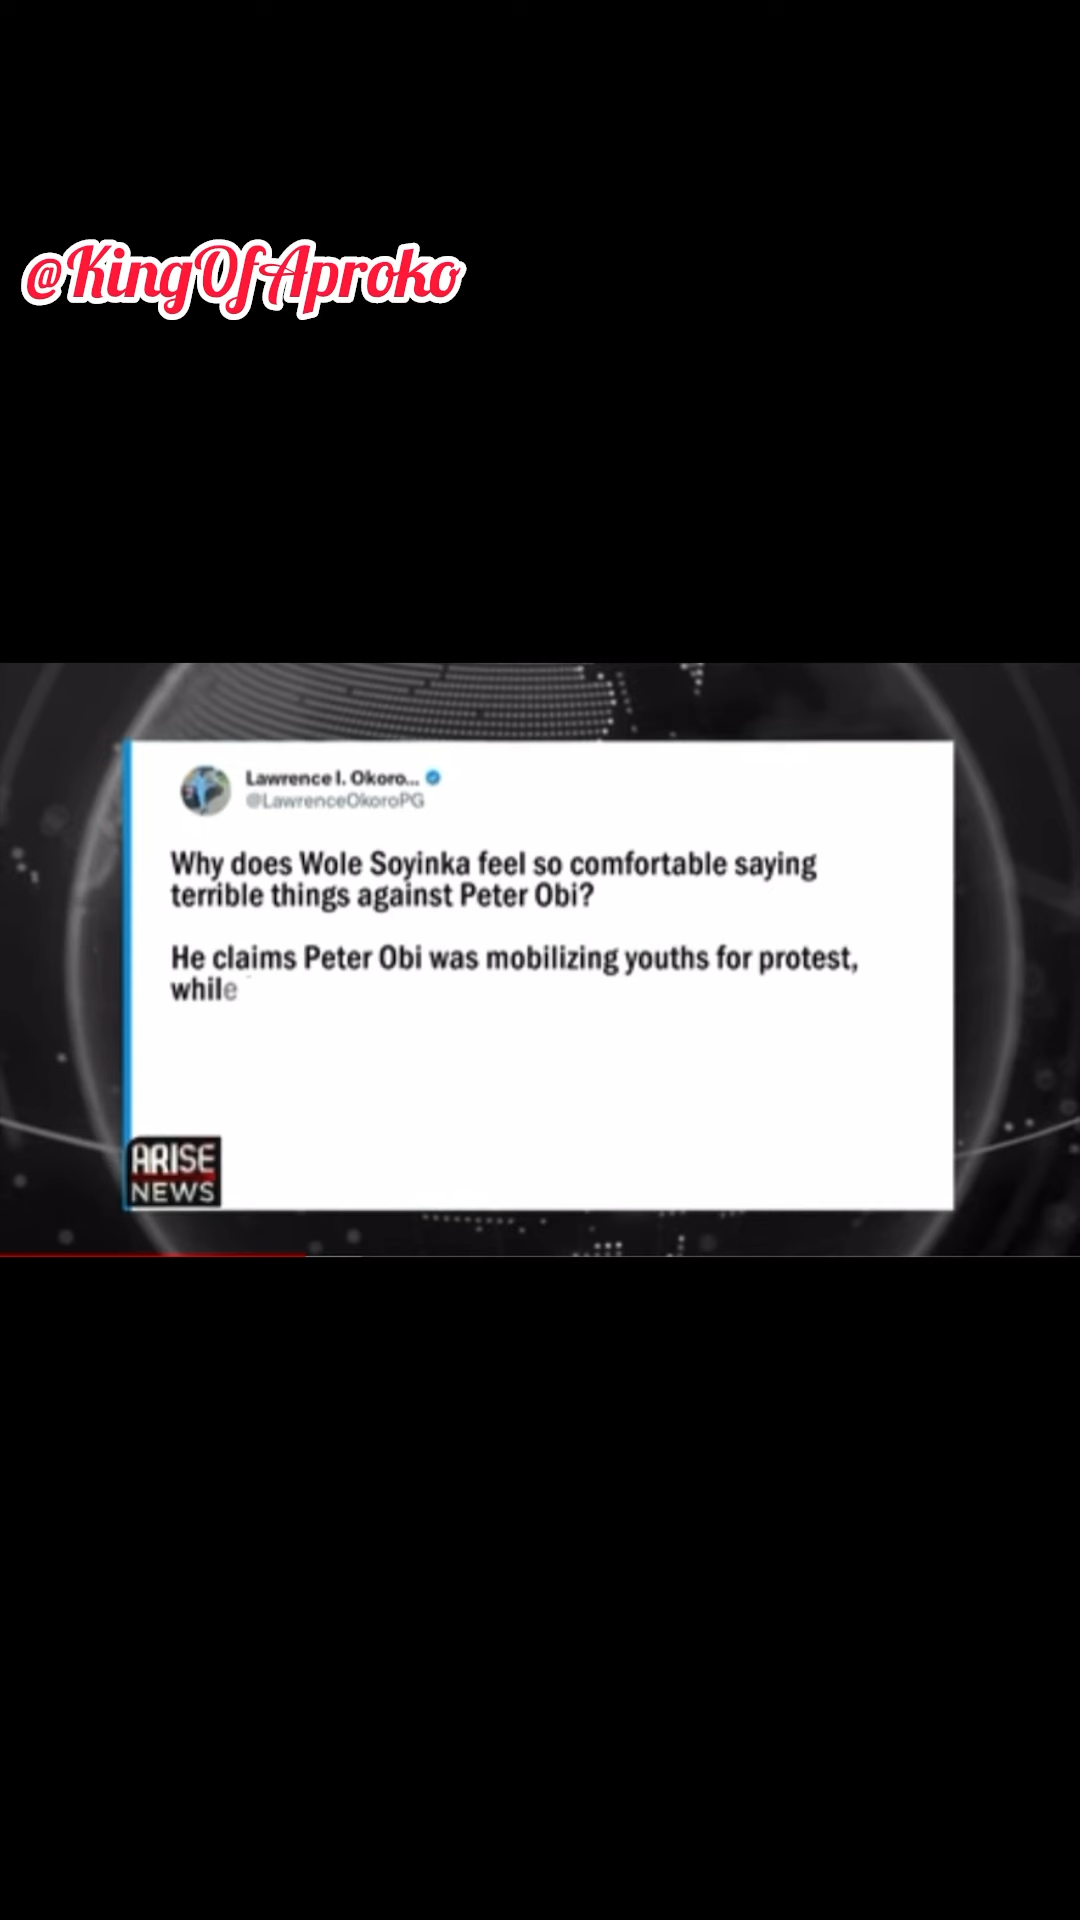 @KingOfAproko
Lawrence I. Okoro...
@LawrenceOkoroPG
Why does Wole Soyinka feel so comfortable saying
terrible things against Peter Obi?
He claims Peter Obi was mobilizing youths for protest,
while
ARISE
NEWS